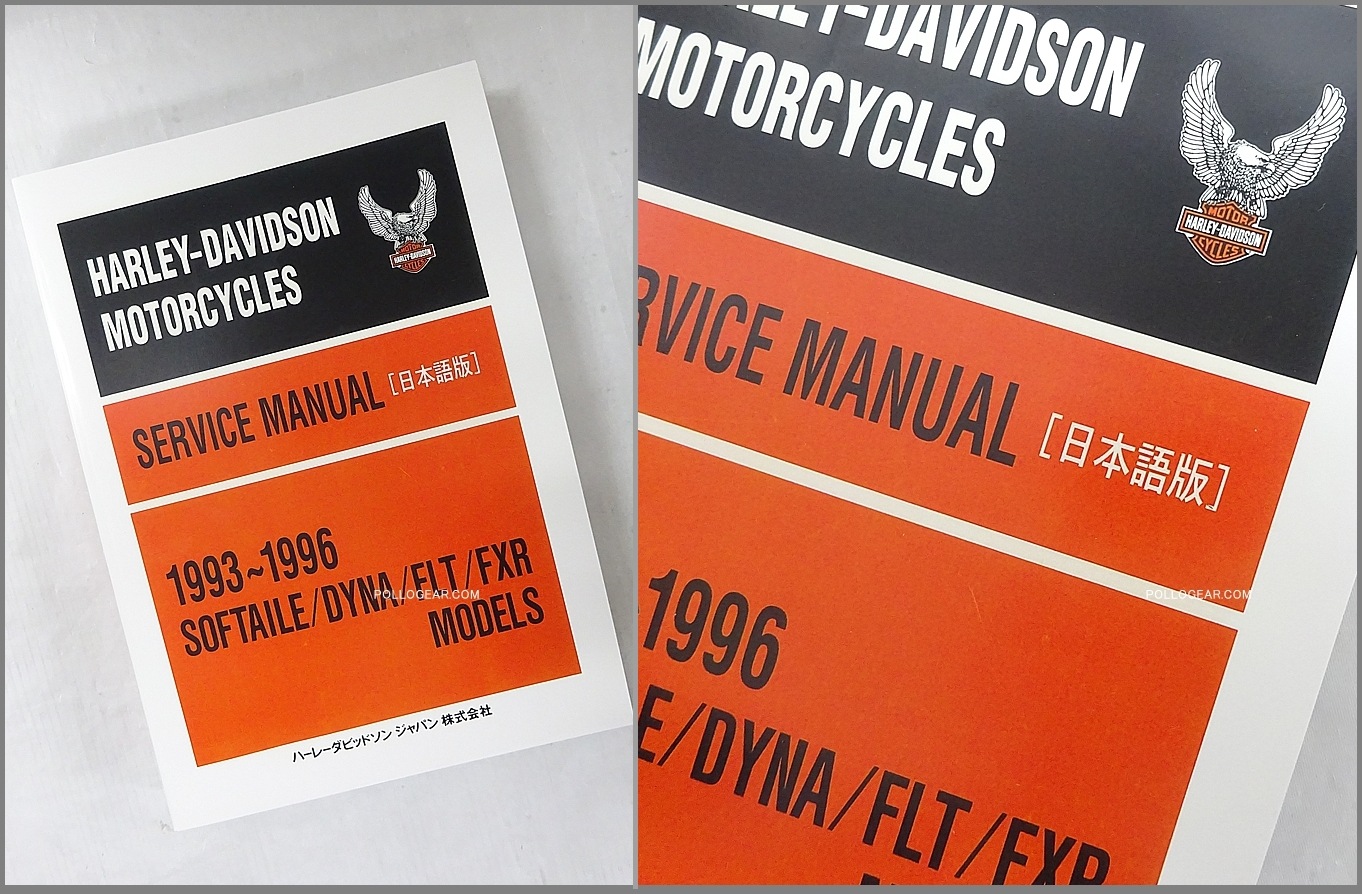 HARLEY-DAVIDSON
MOTORCYCLES
MOTOR
HARLEY-DAVIDSON
CYCLES
SERVICE MANUAL [日本語版]
1993~1996
SOFTAILE/DYNA/FLT/FXR
MODELS
POLLOGEAR.COM
ハーレーダビッドソン ジャパン 株式会社
LEY-DAVIDSON
MOTORCYCLES
MOTOR
HARLEY-DAVIDSON
CYCLES
RVICE MANUAL [日本語版]
1996
E/DYNA/FLT/FXR
POLLOGEAR.COM